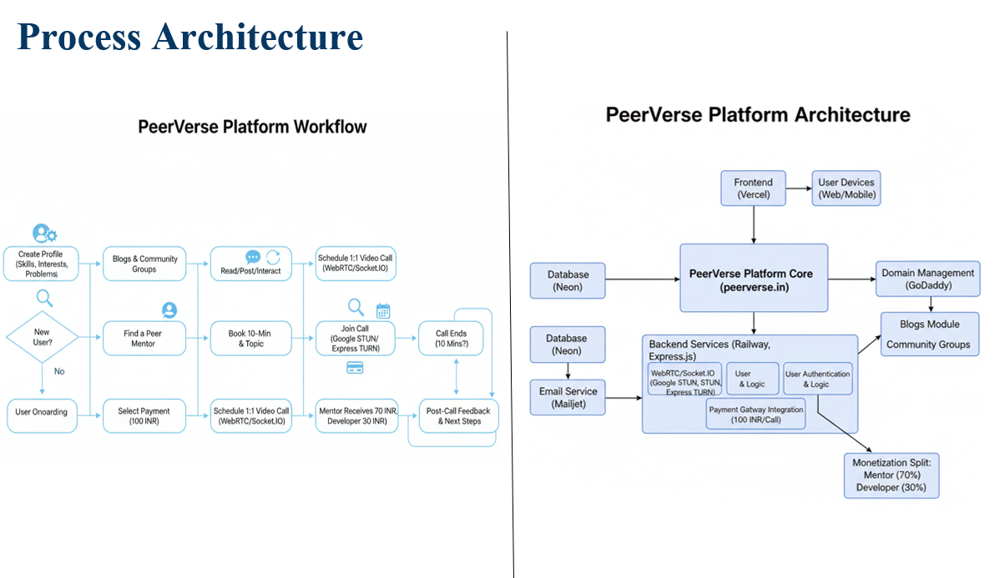 Process Architecture
PeerVerse Platform Workflow
Create Profile
(Skills, Interests,
Problems)
Blogs & Community
Groups
Read/Post/Interact
Schedule 1:1 Video Call
(WebRTC/Socket.IO)
New
User?
No
Find a Peer
Mentor
Book 10-Min
& Topic
Join Call
(Google STUN/
Express TURN)
Call Ends
(10 Mins?)
User Onoarding
Select Payment
(100 INR)
Schedule 1:1 Video Call
(WebRTC/Socket.IO)
Mentor Receives 70 INR,
Developer 30 INR)
Post-Call Feedback
& Next Steps
PeerVerse Platform Architecture
Frontend
(Vercel)
User Devices
(Web/Mobile)
Database
(Neon)
PeerVerse Platform Core
(peerverse.in)
Domain Management
(GoDaddy)
Blogs Module
Community Groups
Database
(Neon)
Email Service
(Mailjet)
Backend Services (Railway,
Express.js)
WebRTC/Socket.IO
(Google STUN, STUN,
Express TURN)
User
& Logic
User Authentication
& Logic
Payment Gatway Integration
(100 INR/Call)
Monetization Split:
Mentor (70%)
Developer (30%)